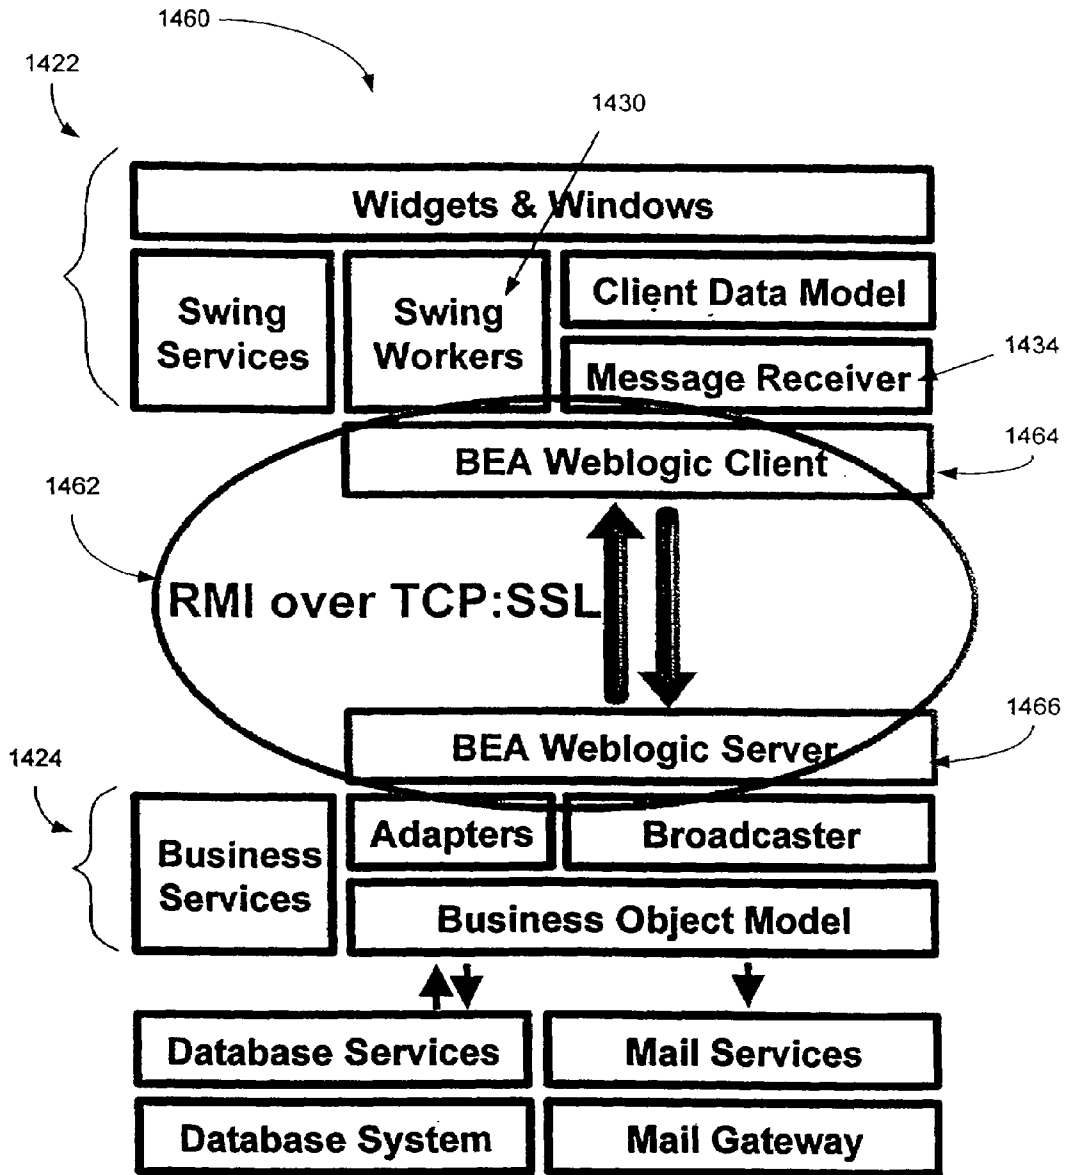 1460
1422
1430
Widgets & Windows
Swing
Services
Swing
Workers
Client Data Model
Message Receiver
1434
BEA Weblogic Client
1464
1462
RMI over TCP:SSL
BEA Weblogic Server
1466
1424
Business
Services
Adapters
Broadcaster
Business Object Model
Database Services
Mail Services
Database System
Mail Gateway